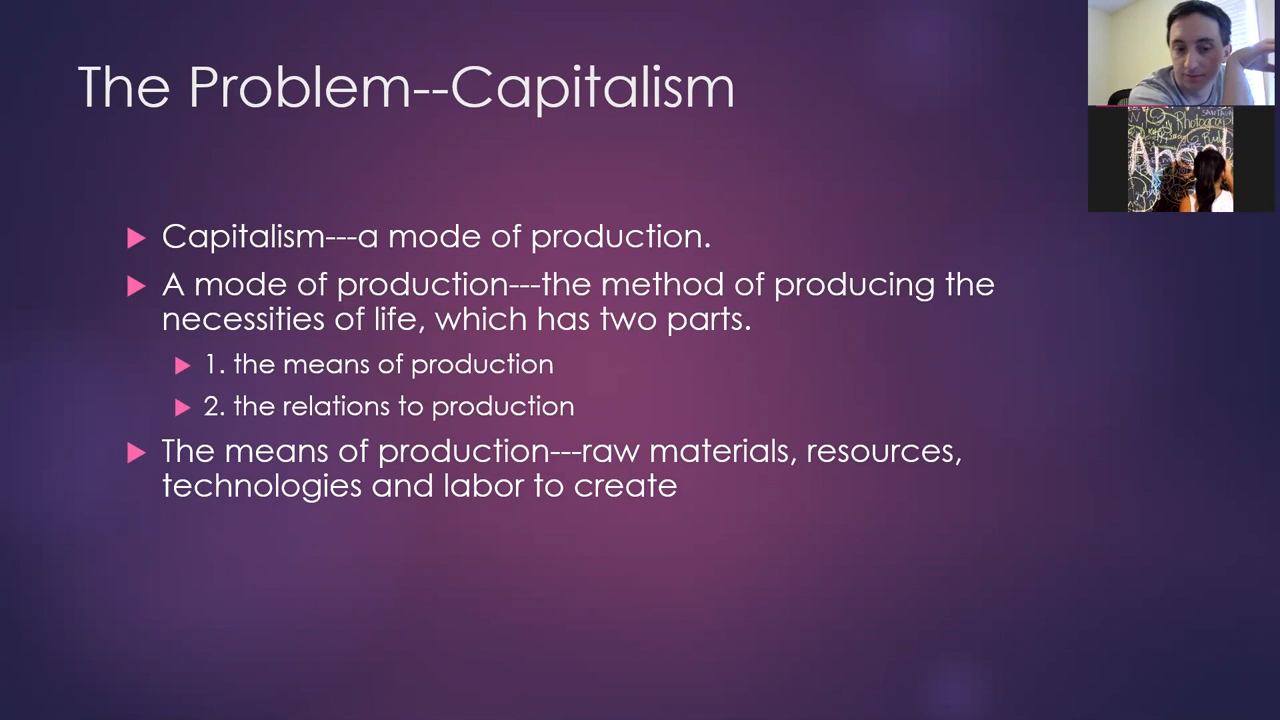 The Problem--Capitalism
Capitalism---a mode of production.
A mode of production---the method of producing the
necessities of life, which has two parts.
1. the means of production
2. the relations to production
The means of production---raw materials, resources,
technologies and labor to create
Photograph
Angel